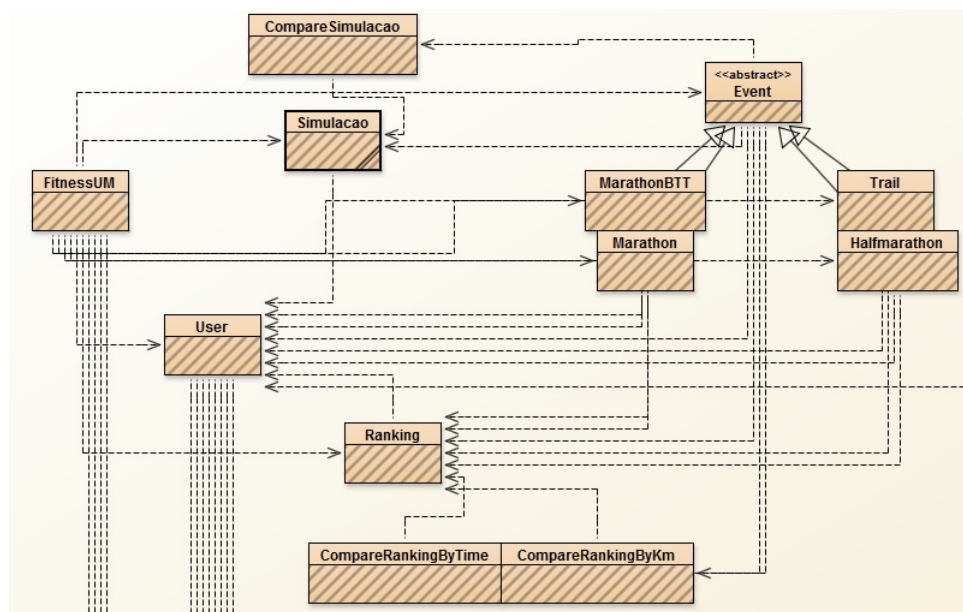 CompareSimulacao
<<abstract>>
Event
Simulacao
FitnessUM
MarathonBTT
Trail
Marathon
Halfmarathon
User
Ranking
CompareRankingByTime
CompareRankingByKm